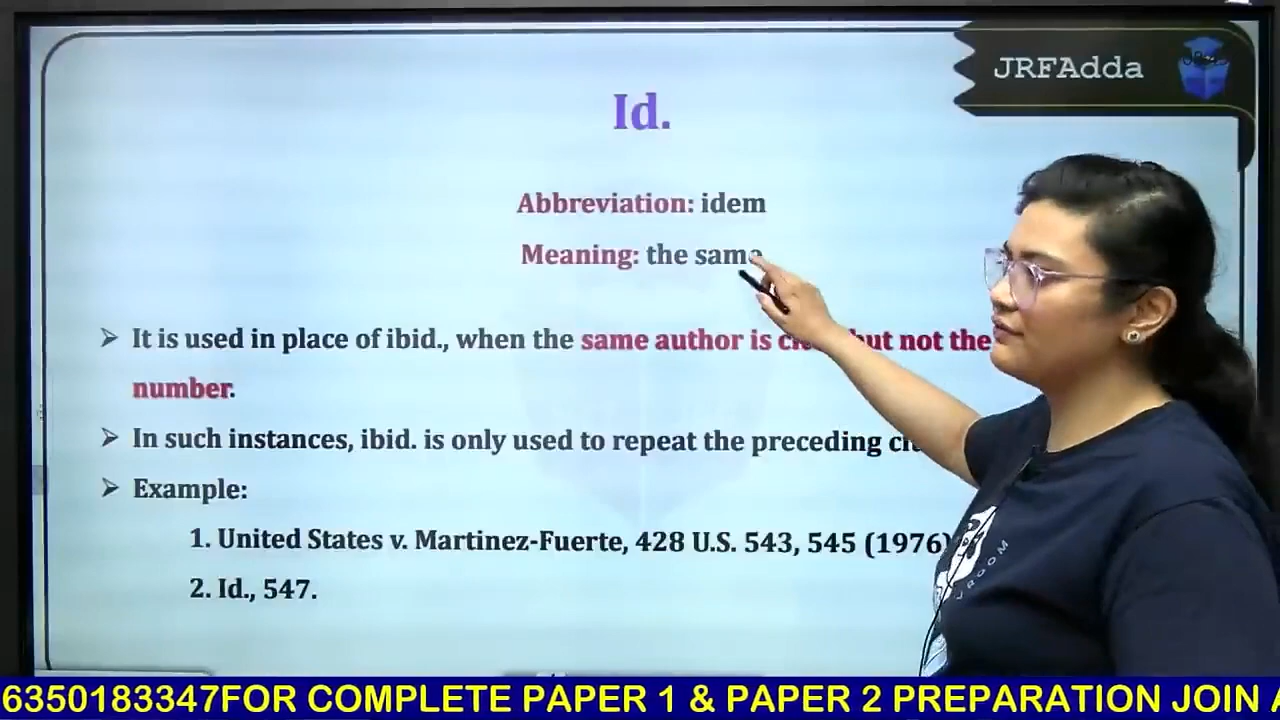 JRFAdda
Id.
Abbreviation: idem
Meaning: the same
➢ It is used in place of ibid., when the same author is but not the
number.
➢ In such instances, ibid. is only used to repeat the preceding
➢ Example:
1. United States v. Martinez-Fuerte, 428 U.S. 543, 545 (1976)
2. Id., 547.
6350183347FOR COMPLETE PAPER 1 & PAPER 2 PREPARATION JOIN